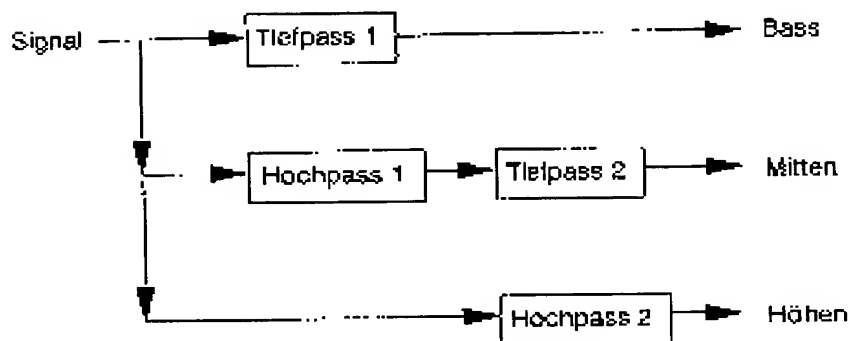 Signal
Tiefpass 1
Bass
Hochpass 1
Tiefpass 2
Mitten
Hochpass 2
Höhen